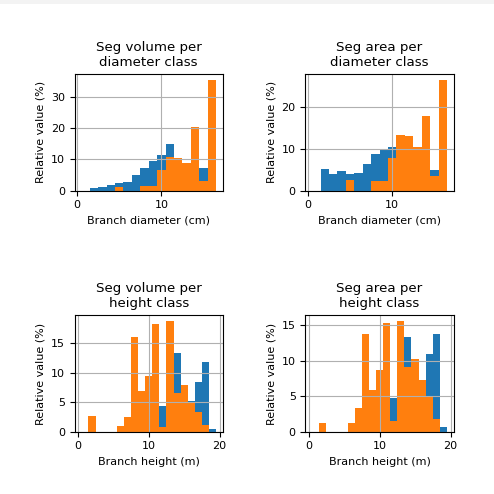 Seg volume per
diameter class
Relative value (%)
30
20
10
0
0
10
Branch diameter (cm)
Seg area per
diameter class
Relative value (%)
20
10
0
0
10
Branch diameter (cm)
Seg volume per
height class
Relative value (%)
15
10
5
0
0
10
20
Branch height (m)
Seg area per
height class
Relative value (%)
15
10
5
0
0
10
20
Branch height (m)